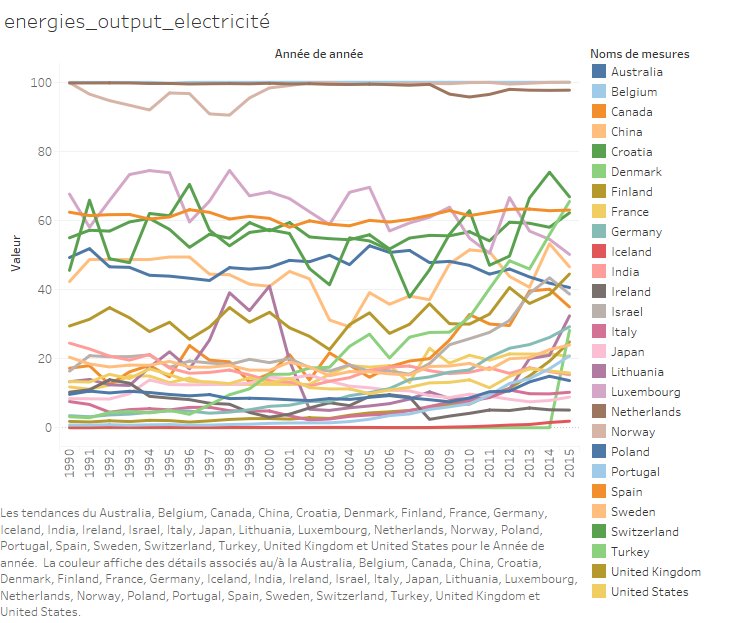 energies_output_electricité
Année de année
Noms de mesures
Valeur
100
80
60
40
20
0
1990
1991
1992
1993
1994
1995
1996
1997
1998
1999
2000
2001
2002
2003
2004
2005
2006
2007
2008
2009
2010
2011
2012
2013
2014
2015
Australia
Belgium
Canada
China
Croatia
Denmark
Finland
France
Germany
Iceland
India
Ireland
Israel
Italy
Japan
Lithuania
Luxembourg
Netherlands
Norway
Poland
Portugal
Spain
Sweden
Switzerland
Turkey
United Kingdom
United States
Les tendances du Australia, Belgium, Canada, China, Croatia, Denmark, Finland, France, Germany,
Iceland, India, Ireland, Israel, Italy, Japan, Lithuania, Luxembourg, Netherlands, Norway, Poland,
Portugal, Spain, Sweden, Switzerland, Turkey, United Kingdom et United States pour le Année de
année. La couleur affiche des détails associés au/à la Australia, Belgium, Canada, China, Croatia,
Denmark, Finland, France, Germany, Iceland, India, Ireland, Israel, Italy, Japan, Lithuania, Luxembourg,
Netherlands, Norway, Poland, Portugal, Spain, Sweden, Switzerland, Turkey, United Kingdom et
United States.